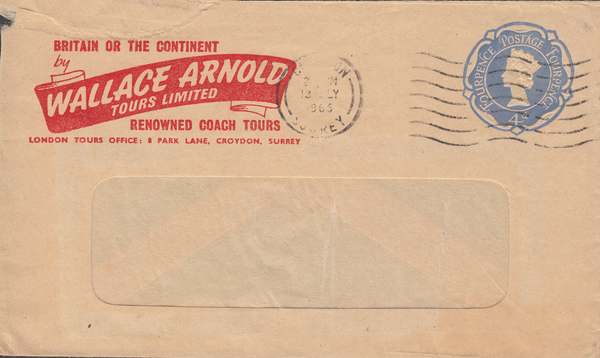 BRITAIN OR THE CONTINENT
by
WALLACE ARNOLD
TOURS LIMITED
RENOWNED COACH TOURS
LONDON TOURS OFFICE: 8 PARK LANE, CROYDON, SURREY
1965
SURREY
FOURPENCE POSTAGE FOURPENCE
4D